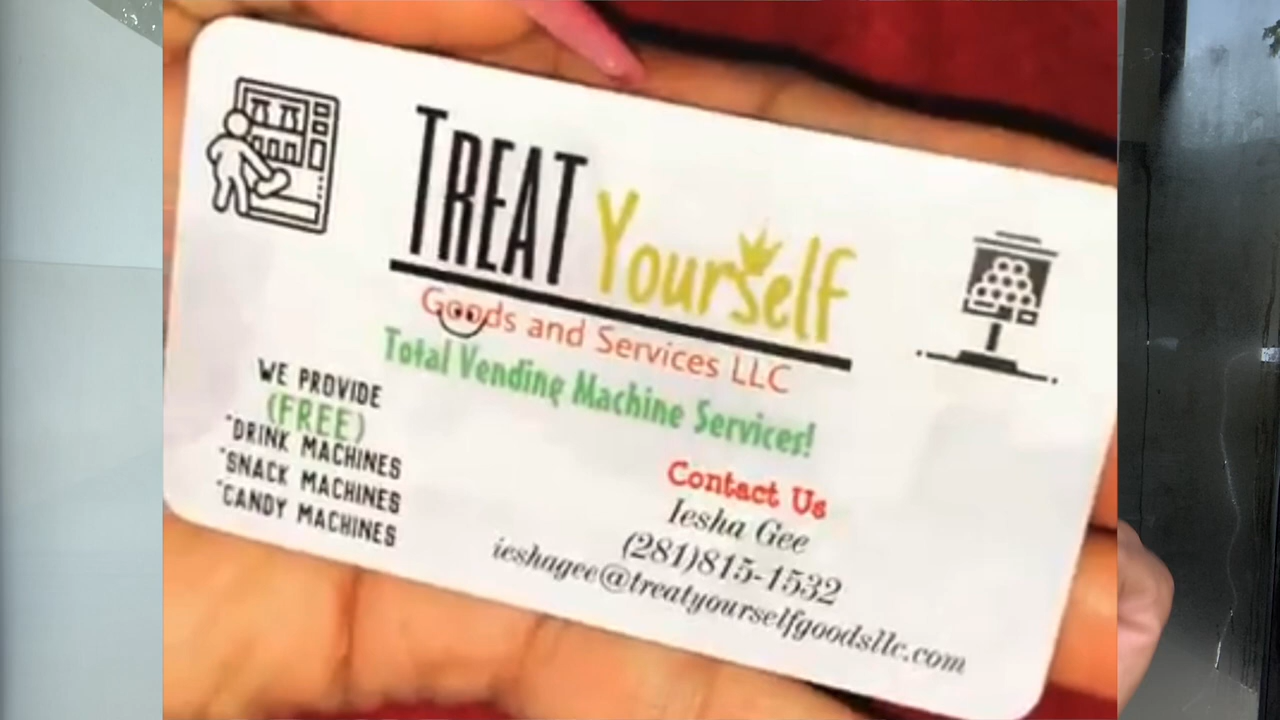 TREAT Yourself
Goods and Services LLC
Total Vending Machine Services!
WE PROVIDE
(FREE)
*DRINK MACHINES
*SNACK MACHINES
*CANDY MACHINES
Contact Us
Iesha Gee
(281)815-1532
ieshagee@treatyourselfgoodsllc.com